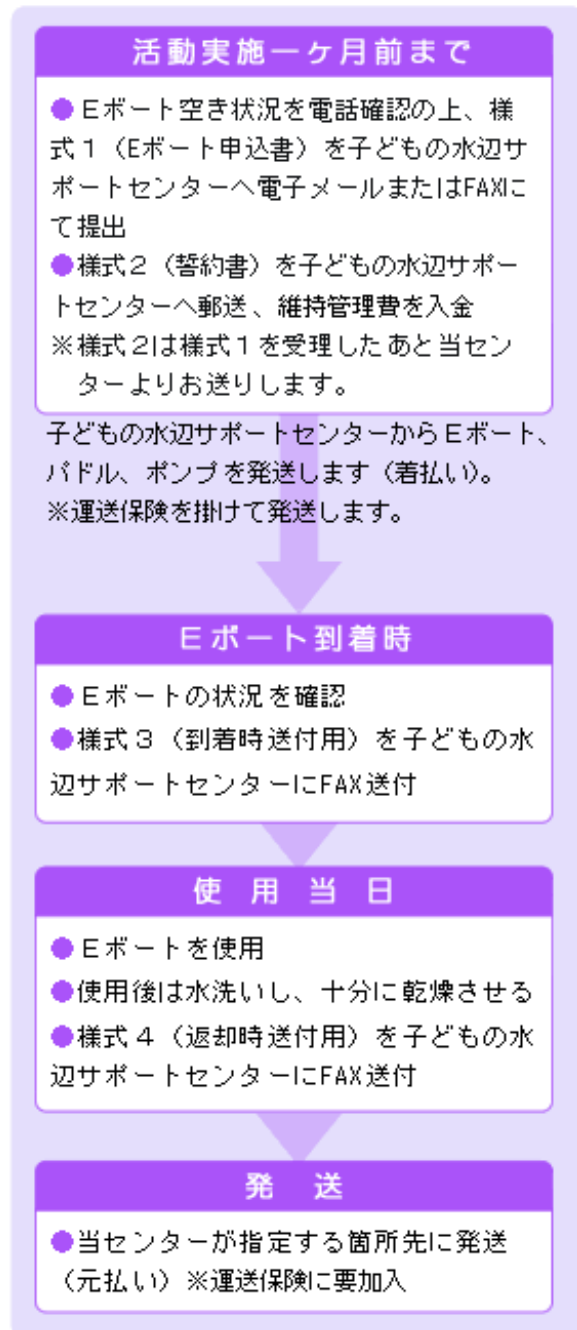 活動実施一ヶ月前まで
●Eボート空き状況を電話確認の上、様
式1（Eボート申込書）を子どもの水辺サ
ポートセンターへ電子メールまたはFAXに
て提出
●様式2（誓約書）を子どもの水辺サポー
トセンターへ郵送、維持管理費を入金
※様式2は様式1を受理したあと当セン
ターよりお送りします。
子どもの水辺サポートセンターからEボート、
パドル、ポンプを発送します（着払い）。
※運送保険を掛けて発送します。
Eボート到着時
●Eボートの状況を確認
●様式3（到着時送付用）を子どもの水
辺サポートセンターにFAX送付
使用当日
●Eボートを使用
●使用後は水洗いし、十分に乾燥させる
●様式4（返却時送付用）を子どもの水
辺サポートセンターにFAX送付
発送
●当センターが指定する箇所先に発送
（元払い）※運送保険に要加入